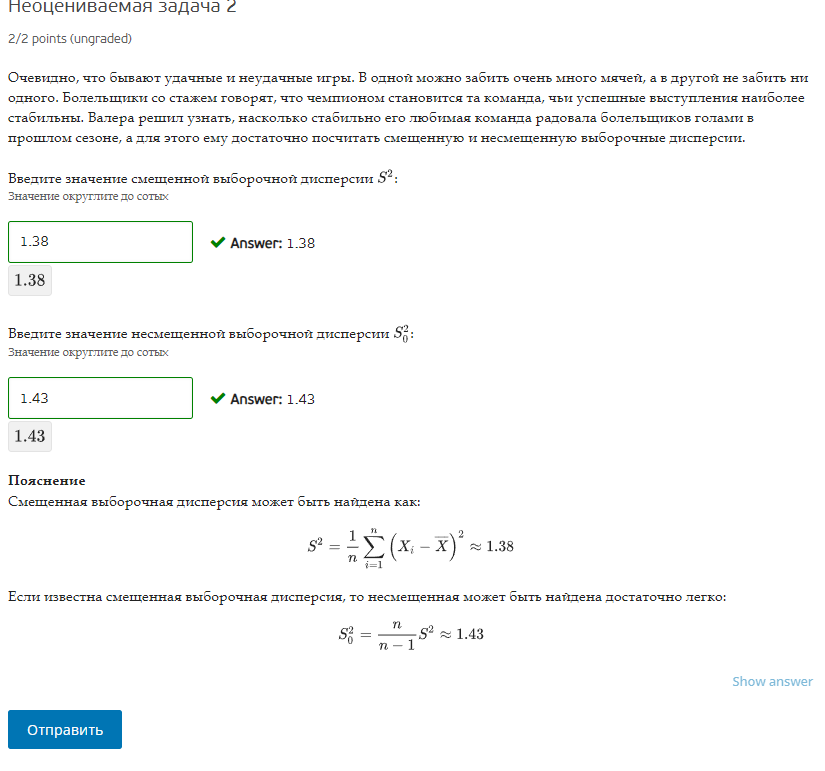 Неоцениваемая задача 2
2/2 points (ungraded)
Очевидно, что бывают удачные и неудачные игры. В одной можно забить очень много мячей, а в другой не забить ни
одного. Болельщики со стажем говорят, что чемпионом становится та команда, чьи успешные выступления наиболее
стабильны. Валера решил узнать, насколько стабильно его любимая команда радовала болельщиков голами в
прошлом сезоне, а для этого ему достаточно посчитать смещенную и несмещенную выборочные дисперсии.
Введите значение смещенной выборочной дисперсии S²:
Значение округлите до сотых
1.38 ✔ Answer: 1.38
1.38
Введите значение несмещенной выборочной дисперсии S₀²:
Значение округлите до сотых
1.43 ✔ Answer: 1.43
1.43
Пояснение
Смещенная выборочная дисперсия может быть найдена как:
S² = 1/n ∑ᵢ₌₁ⁿ (Xᵢ − X̅)² ≈ 1.38
Если известна смещенная выборочная дисперсия, то несмещенная может быть найдена достаточно легко:
S₀² = n/(n − 1) S² ≈ 1.43
Show answer
Отправить